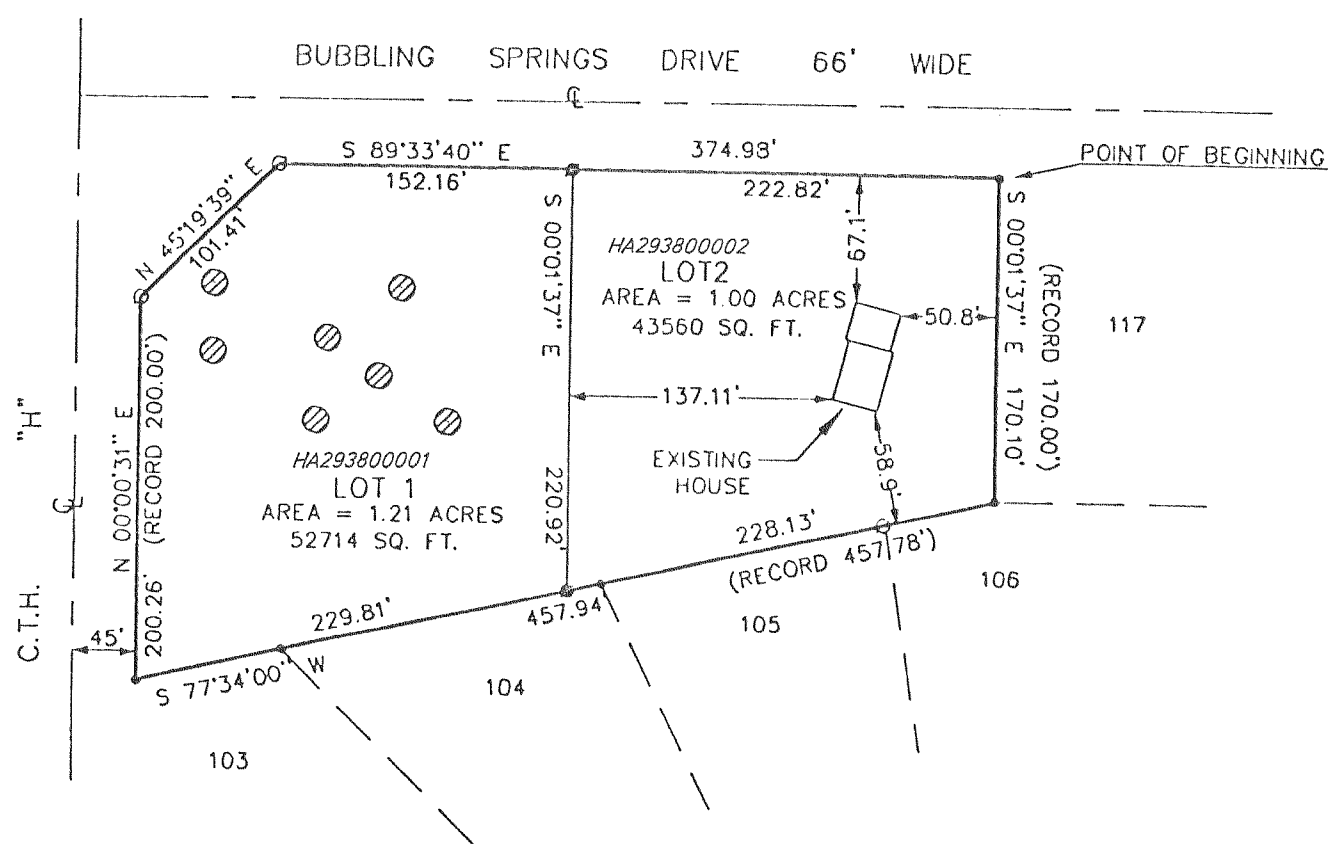 BUBBLING SPRINGS DRIVE 66' WIDE
C
L
S 89°33'40" E
374.98'
POINT OF BEGINNING
152.16'
222.82'
N 45°19'39" E
101.41'
S 00°01'37" E
220.92'
67.1'
HA293800002
LOT2
AREA = 1.00 ACRES
43560 SQ. FT.
50.8'
S 00°01'37" E 170.10'
(RECORD 170.00')
117
137.11'
EXISTING
HOUSE
58.9'
C.T.H. "H"
C
L
N 00°00'31" E
200.26'
(RECORD 200.00')
HA293800001
LOT 1
AREA = 1.21 ACRES
52714 SQ. FT.
45'
229.81'
457.94'
228.13'
(RECORD 457.78')
S 77°34'00" W
103
104
105
106